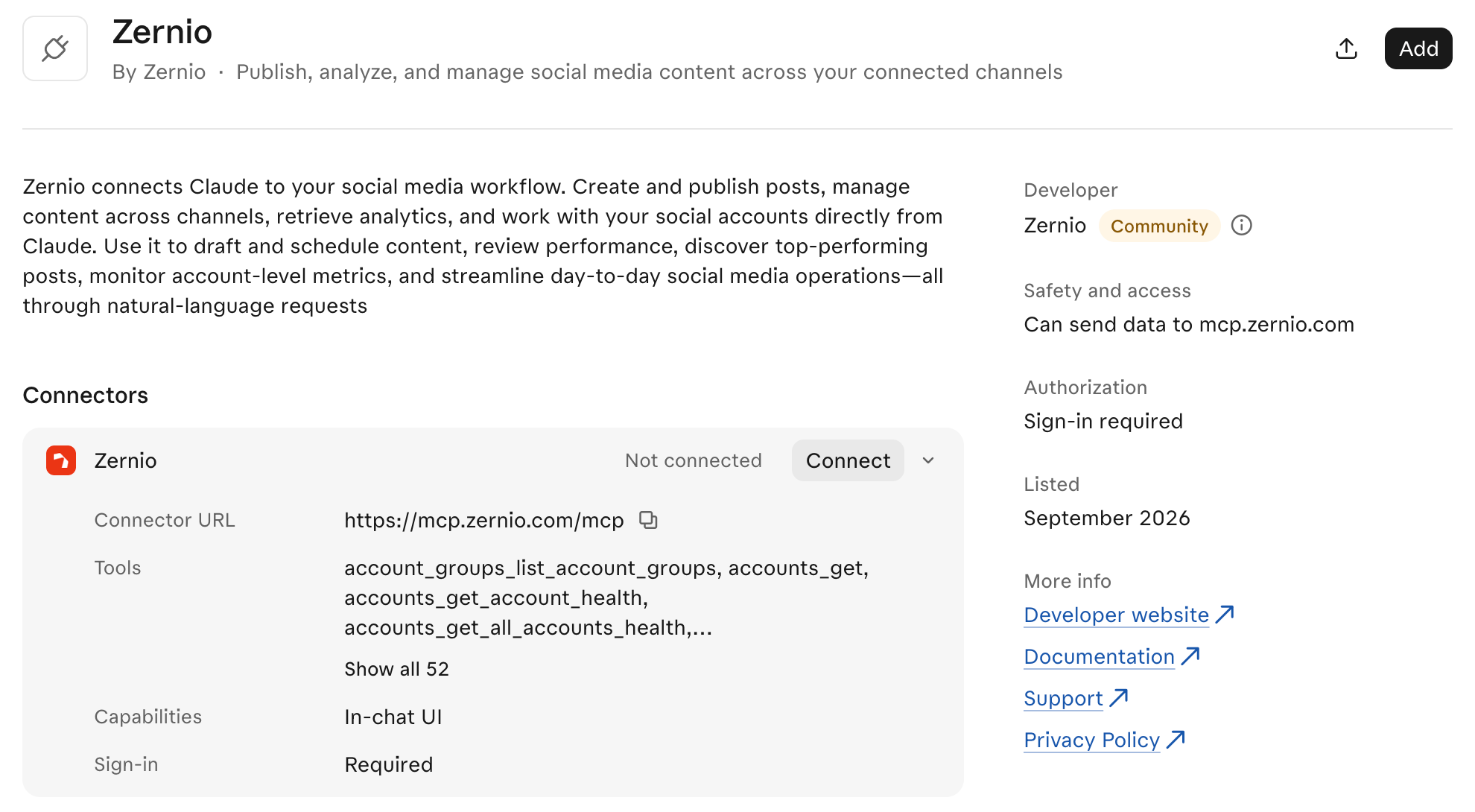 Zernio
By Zernio · Publish, analyze, and manage social media content across your connected channels
Add
Zernio connects Claude to your social media workflow. Create and publish posts, manage
content across channels, retrieve analytics, and work with your social accounts directly from
Claude. Use it to draft and schedule content, review performance, discover top-performing
posts, monitor account-level metrics, and streamline day-to-day social media operations—all
through natural-language requests
Connectors
Zernio
Not connected
Connect
Connector URL
https://mcp.zernio.com/mcp
Tools
account_groups_list_account_groups, accounts_get,
accounts_get_account_health,
accounts_get_all_accounts_health,...
Show all 52
Capabilities
In-chat UI
Sign-in
Required
Developer
Zernio Community
Safety and access
Can send data to mcp.zernio.com
Authorization
Sign-in required
Listed
September 2026
More info
Developer website
Documentation
Support
Privacy Policy